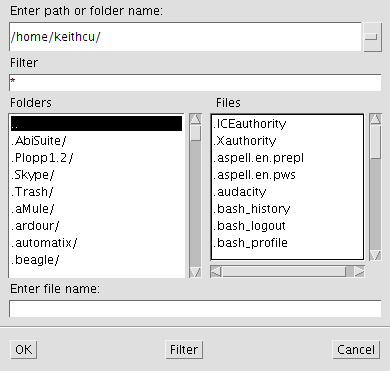 Enter path or folder name:
/home/keithcu/
Filter
*
Folders
..
.AbiSuite/
.Plopp1.2/
.Skype/
.Trash/
.aMule/
.ardour/
.automatix/
.beagle/
Files
.ICEauthority
.Xauthority
.aspell.en.prepl
.aspell.en.pws
.audacity
.bash_history
.bash_logout
.bash_profile
Enter file name:
OK Filter Cancel